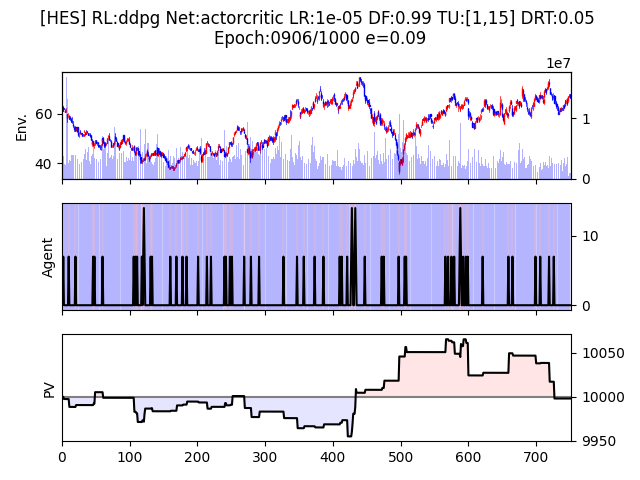 [HES] RL:ddpg Net:actorcritic LR:1e-05 DF:0.99 TU:[1,15] DRT:0.05
Epoch:0906/1000 e=0.09
1e7
Env.
60
40
1
0
Agent
10
0
PV
10050
10000
9950
0 100 200 300 400 500 600 700